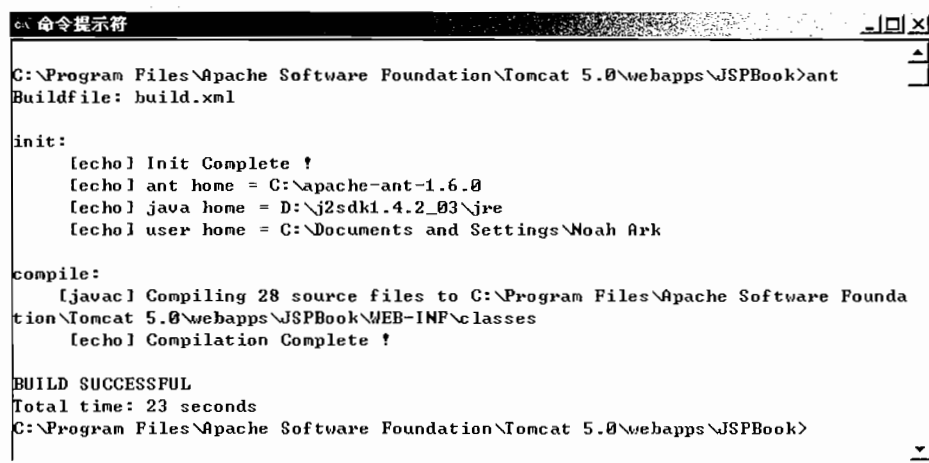 命令提示符
C:\Program Files\Apache Software Foundation\Tomcat 5.0\webapps\JSPBook>ant
Buildfile: build.xml
init:
[echo] Init Complete !
[echo] ant home = C:\apache-ant-1.6.0
[echo] java home = D:\j2sdk1.4.2_03\jre
[echo] user home = C:\Documents and Settings\Noah Ark
compile:
[javac] Compiling 28 source files to C:\Program Files\Apache Software Founda
tion\Tomcat 5.0\webapps\JSPBook\WEB-INF\classes
[echo] Compilation Complete !
BUILD SUCCESSFUL
Total time: 23 seconds
C:\Program Files\Apache Software Foundation\Tomcat 5.0\webapps\JSPBook>